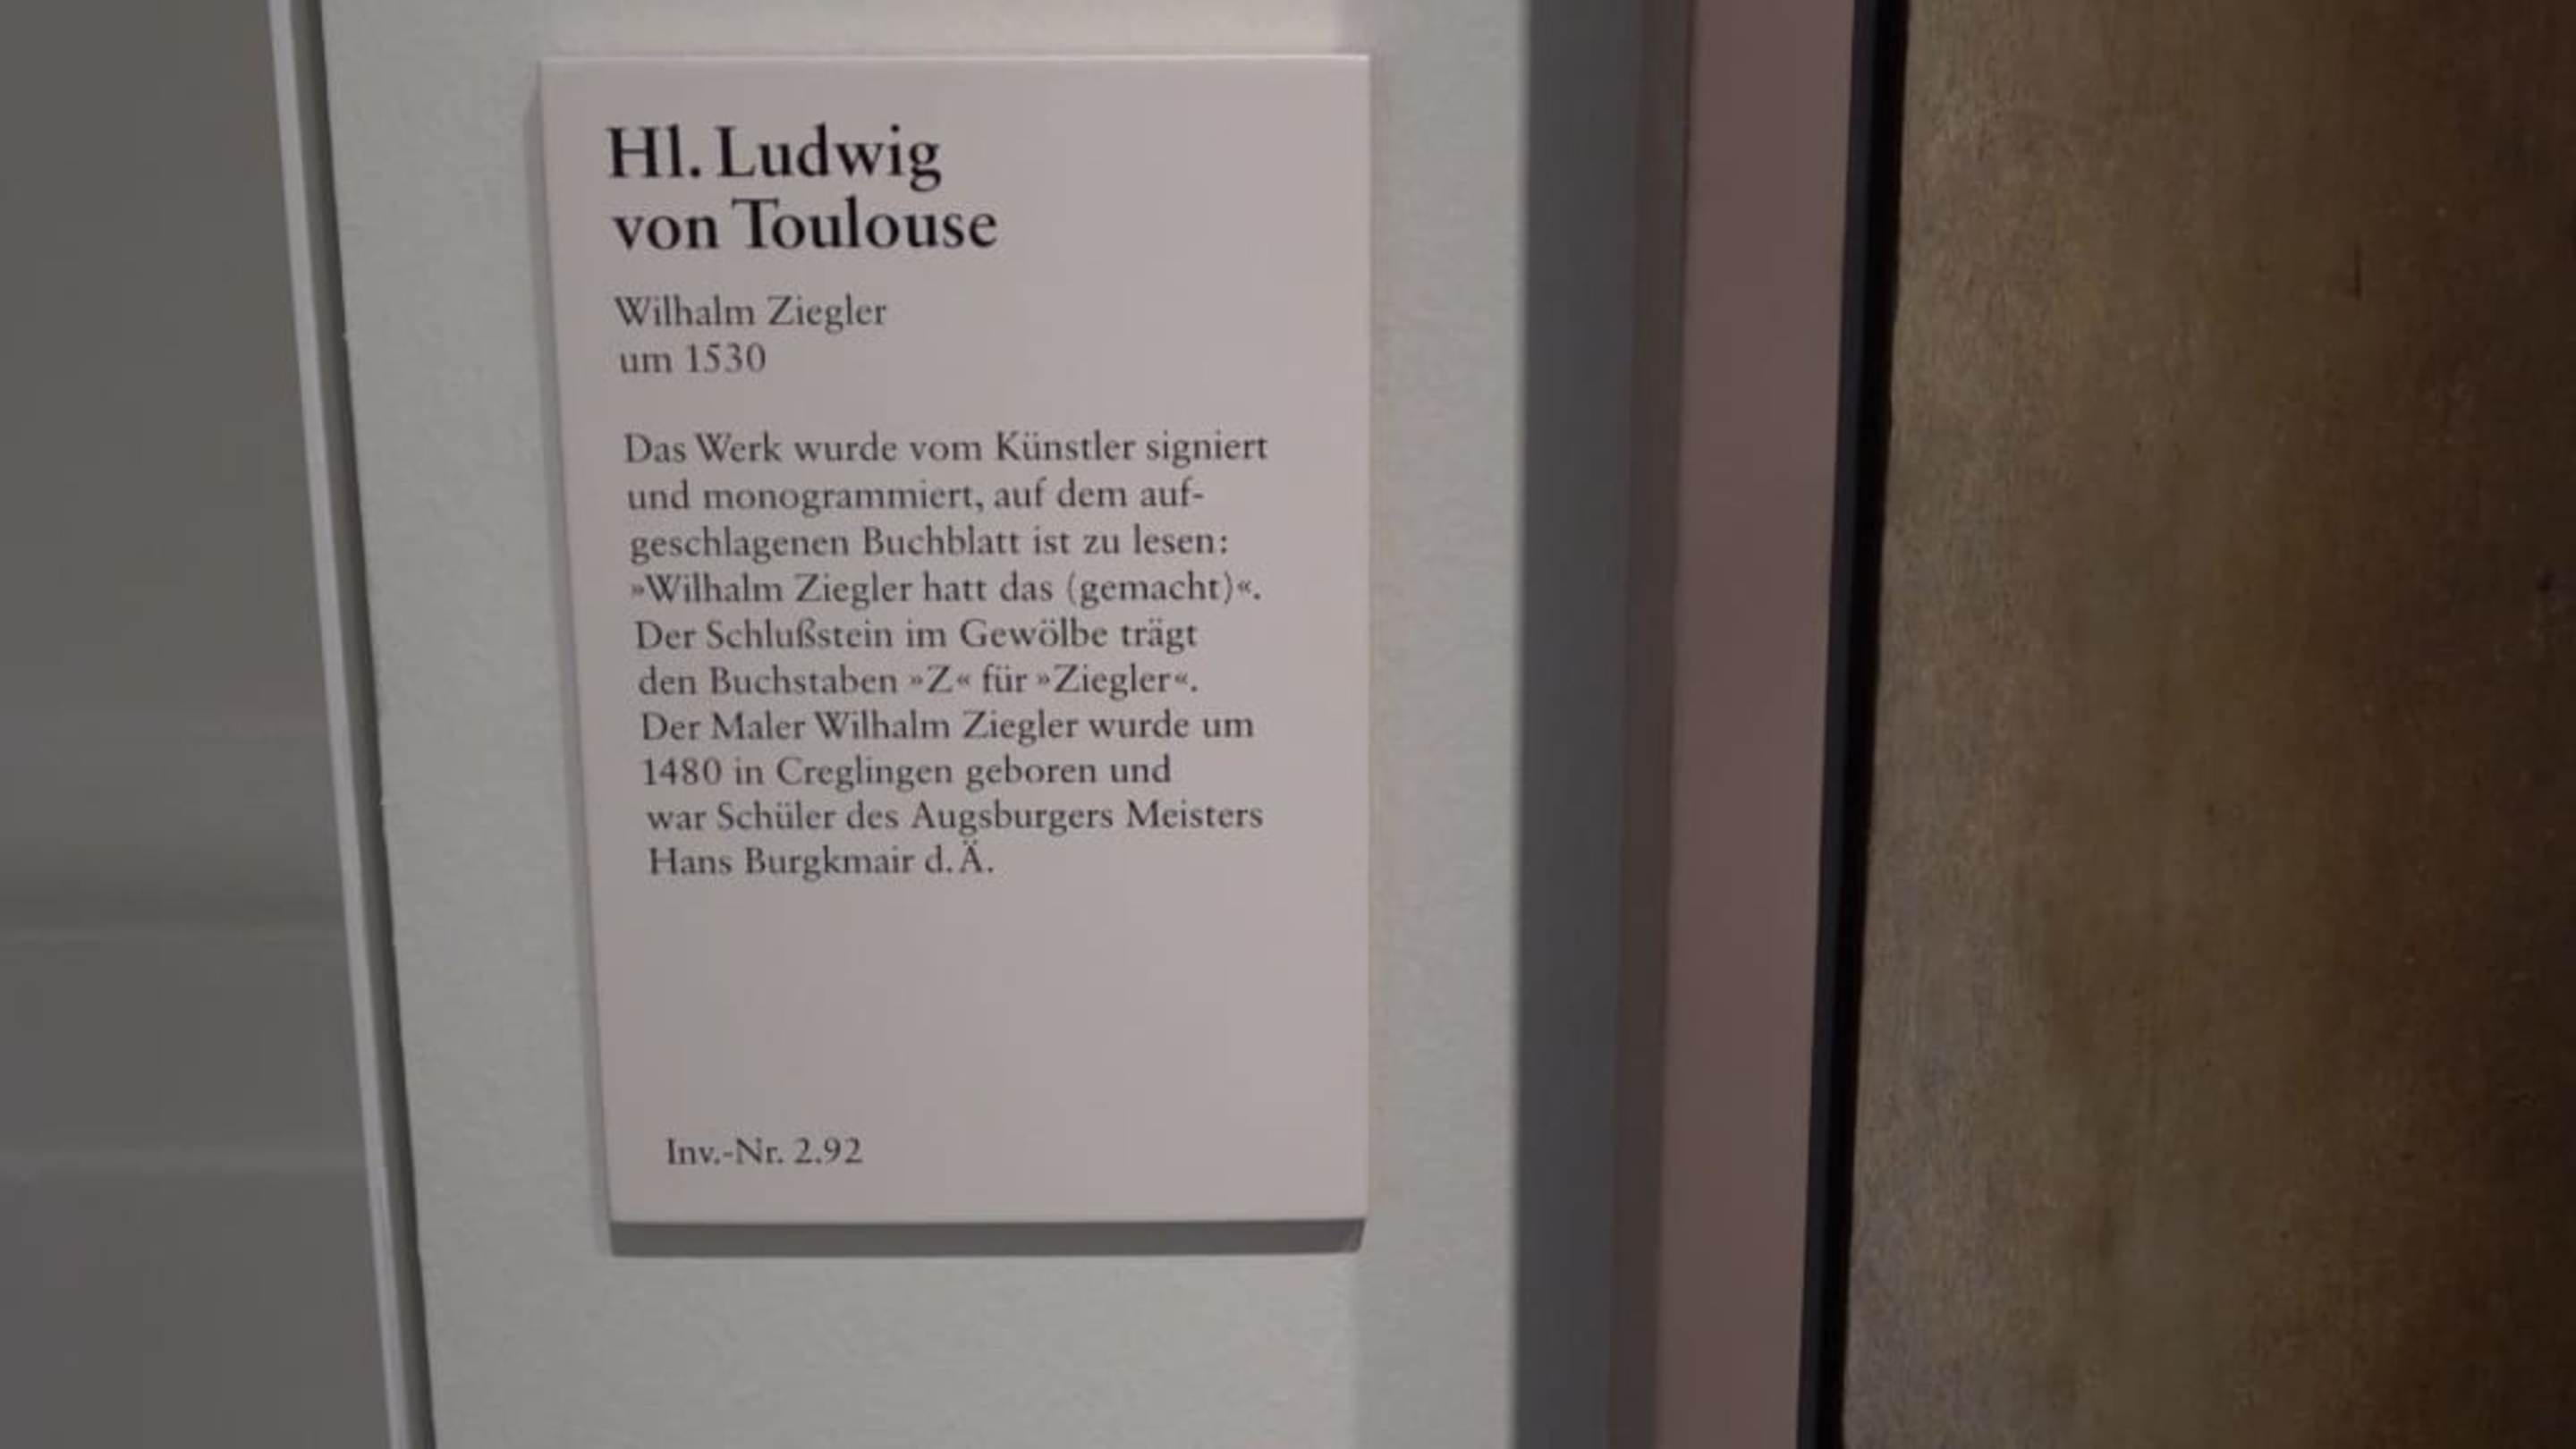 Hl. Ludwig
von Toulouse
Wilhalm Ziegler
um 1530
Das Werk wurde vom Künstler signiert
und monogrammiert, auf dem auf-
geschlagenen Buchblatt ist zu lesen:
»Wilhalm Ziegler hatt das (gemacht)«.
Der Schlußstein im Gewölbe trägt
den Buchstaben »Z« für »Ziegler«.
Der Maler Wilhalm Ziegler wurde um
1480 in Creglingen geboren und
war Schüler des Augsburgers Meisters
Hans Burgkmair d. Ä.
Inv.-Nr. 2.92